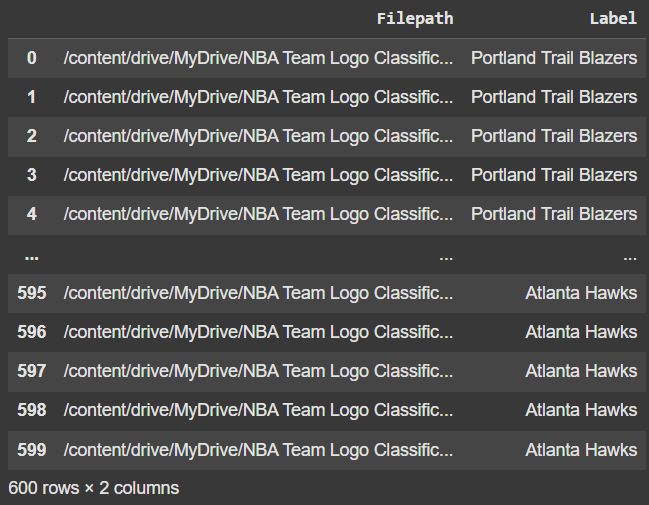 Filepath Label
0 /content/drive/MyDrive/NBA Team Logo Classific... Portland Trail Blazers
1 /content/drive/MyDrive/NBA Team Logo Classific... Portland Trail Blazers
2 /content/drive/MyDrive/NBA Team Logo Classific... Portland Trail Blazers
3 /content/drive/MyDrive/NBA Team Logo Classific... Portland Trail Blazers
4 /content/drive/MyDrive/NBA Team Logo Classific... Portland Trail Blazers
... ... ...
595 /content/drive/MyDrive/NBA Team Logo Classific... Atlanta Hawks
596 /content/drive/MyDrive/NBA Team Logo Classific... Atlanta Hawks
597 /content/drive/MyDrive/NBA Team Logo Classific... Atlanta Hawks
598 /content/drive/MyDrive/NBA Team Logo Classific... Atlanta Hawks
599 /content/drive/MyDrive/NBA Team Logo Classific... Atlanta Hawks
600 rows × 2 columns